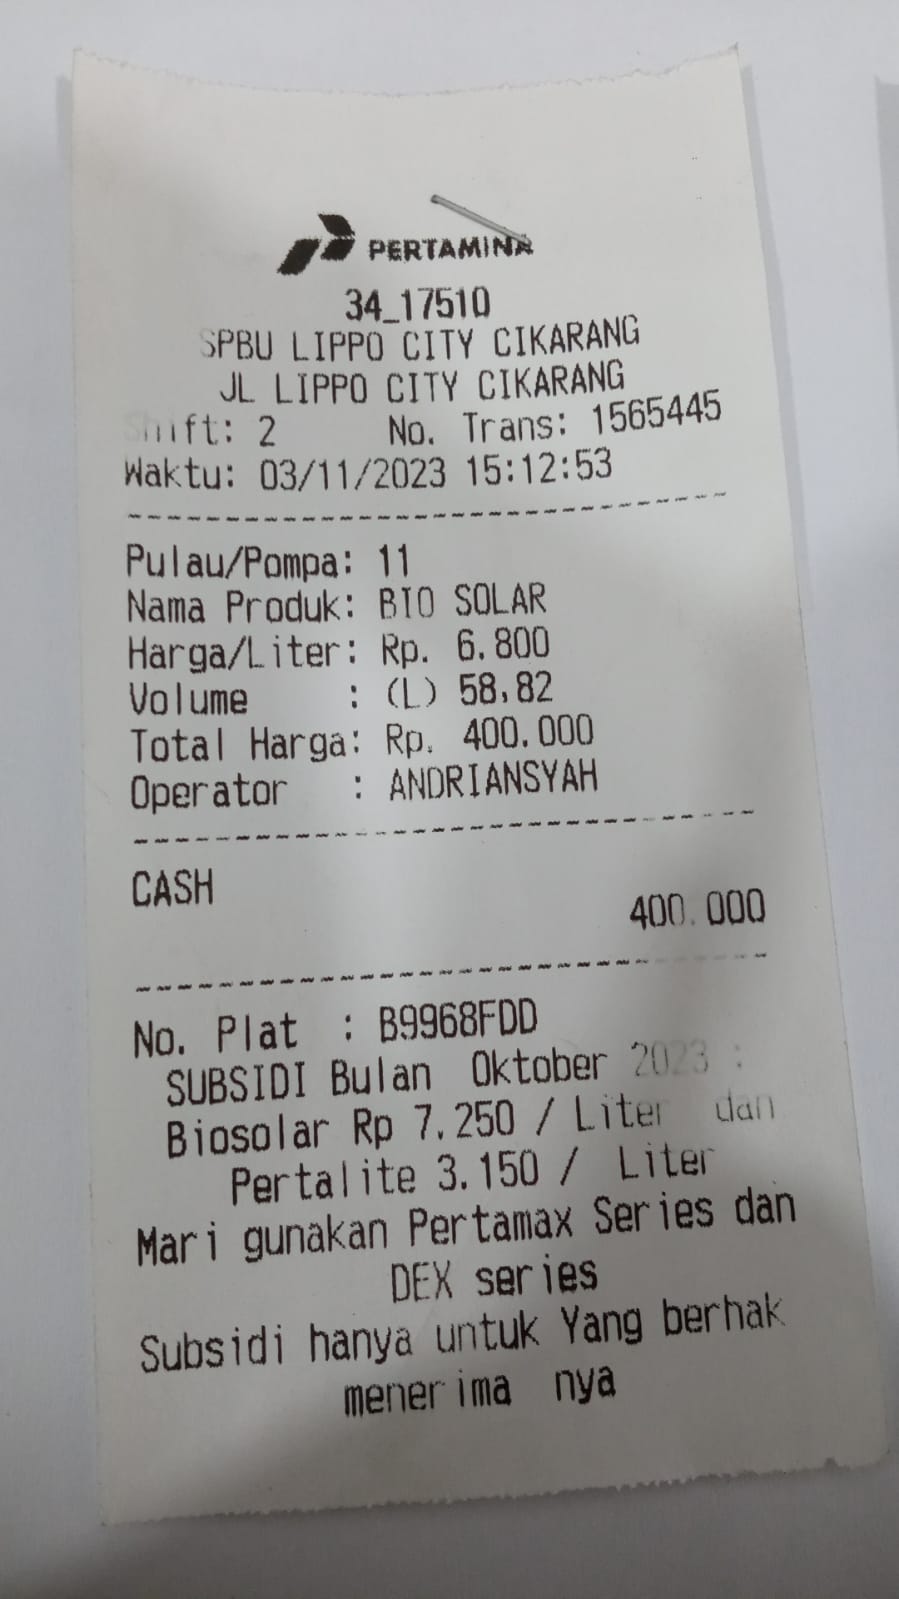 PERTAMINA
34_17510
SPBU LIPPO CITY CIKARANG
JL LIPPO CITY CIKARANG
Shift: 2 No. Trans: 1565445
Waktu: 03/11/2023 15:12:53
Pulau/Pompa: 11
Nama Produk: BIO SOLAR
Harga/Liter: Rp. 6.800
Volume : (L) 58,82
Total Harga: Rp. 400.000
Operator : ANDRIANSYAH
CASH
400.000
No. Plat : B9968FDD
SUBSIDI Bulan Oktober 2023 :
Biosolar Rp 7.250 / Liter dan
Pertalite 3.150 / Liter
Mari gunakan Pertamax Series dan
DEX series
Subsidi hanya untuk Yang berhak
menerima nya